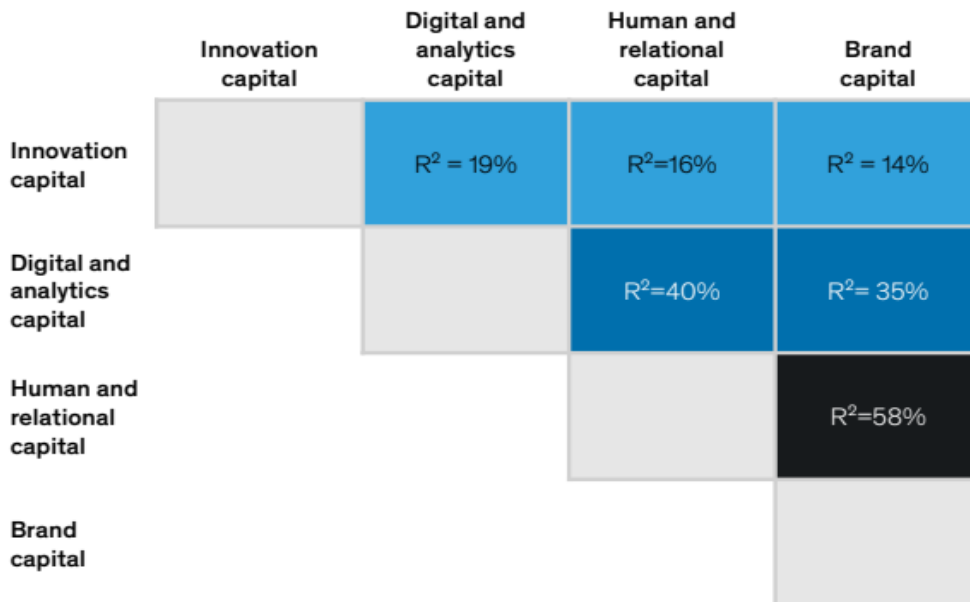 Innovation
capital
Digital and
analytics
capital
Human and
relational
capital
Brand
capital
Innovation
capital
R² = 19%
R²=16%
R² = 14%
Digital and
analytics
capital
R²=40%
R²= 35%
Human and
relational
capital
R²=58%
Brand
capital